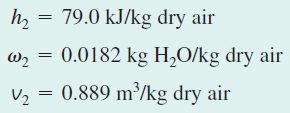 h₂ = 79.0 kJ/kg dry air
ω₂ = 0.0182 kg H₂O/kg dry air
v₂ = 0.889 m³/kg dry air